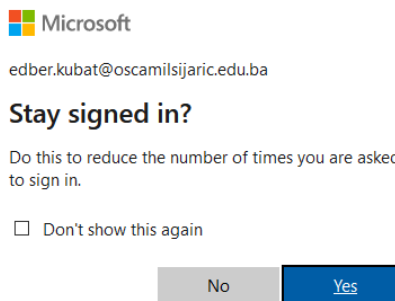 Microsoft
edber.kubat@oscamilsijaric.edu.ba
Stay signed in?
Do this to reduce the number of times you are asked
to sign in.
Don't show this again
No
Yes